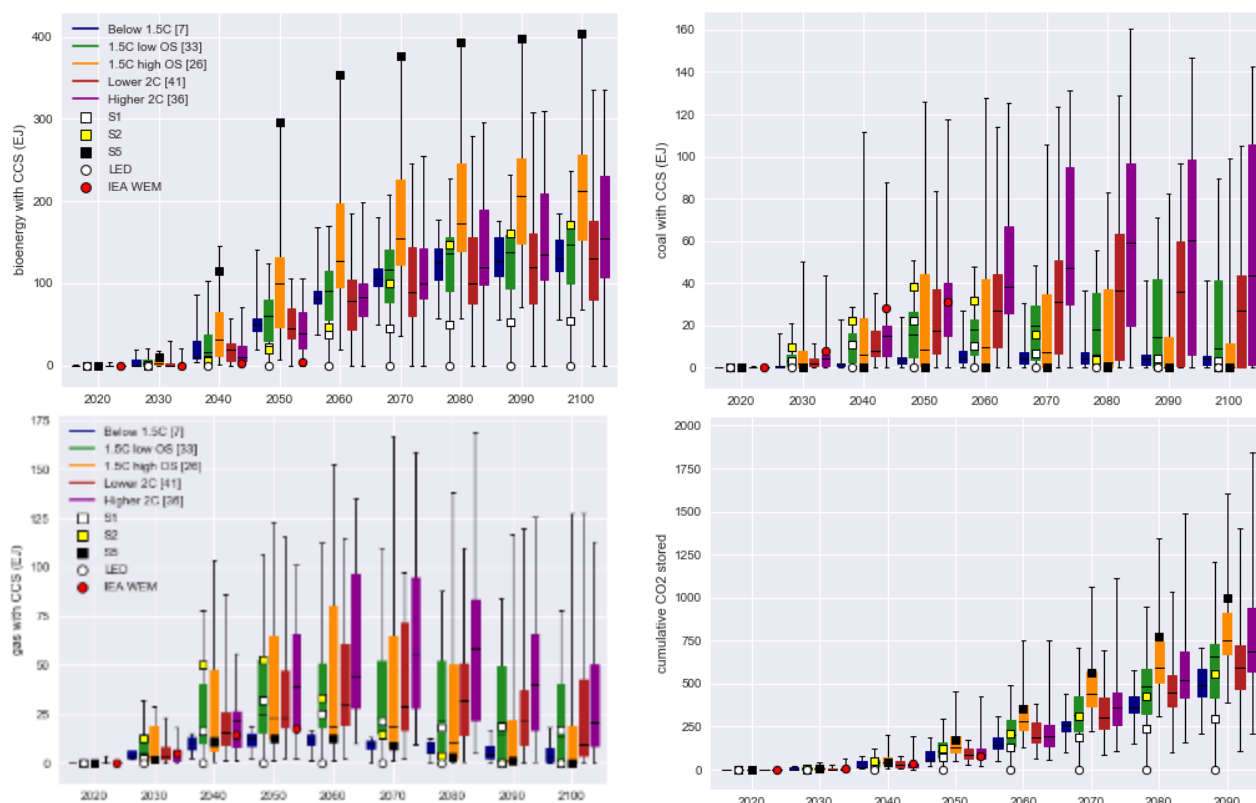 400
300
200
100
0
bioenergy with CCS (EJ)
Below 1.5C [7]
1.5C low OS [33]
1.5C high OS [26]
Lower 2C [41]
Higher 2C [36]
S1
S2
S5
LED
IEA WEM
2020 2030 2040 2050 2060 2070 2080 2090 2100
160
140
120
100
80
60
40
20
0
coal with CCS (EJ)
2020 2030 2040 2050 2060 2070 2080 2090 2100
175
150
125
100
75
50
25
0
gas with CCS (EJ)
Below 1.5C [7]
1.5C low OS [33]
1.5C high OS [26]
Lower 2C [41]
Higher 2C [36]
S1
S2
S5
LED
IEA WEM
2020 2030 2040 2050 2060 2070 2080 2090 2100
2000
1750
1500
1250
1000
750
500
250
0
cumulative CO2 stored
2020 2030 2040 2050 2060 2070 2080 2090